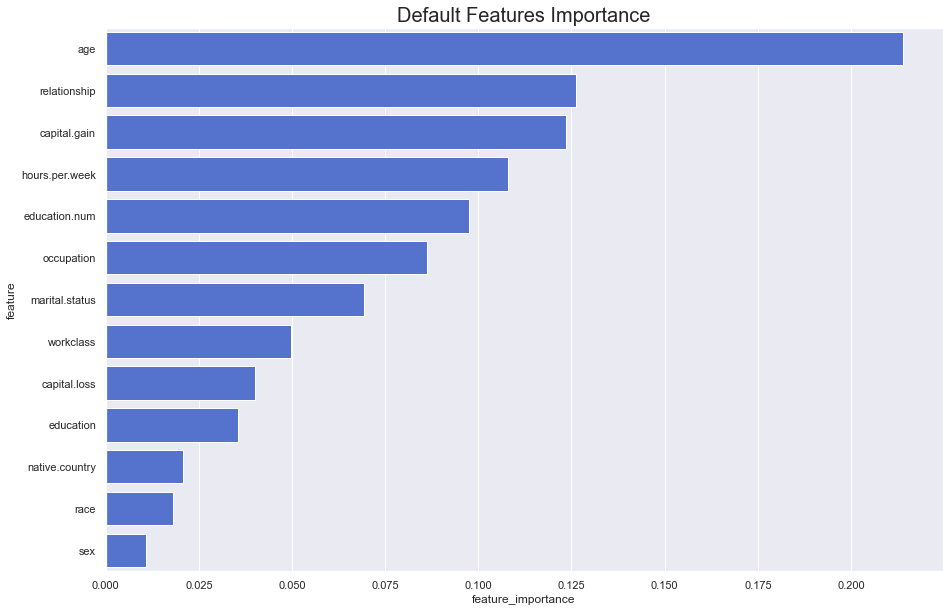 Default Features Importance
feature
age
relationship
capital.gain
hours.per.week
education.num
occupation
marital.status
workclass
capital.loss
education
native.country
race
sex
0.000 0.025 0.050 0.075 0.100 0.125 0.150 0.175 0.200
feature_importance